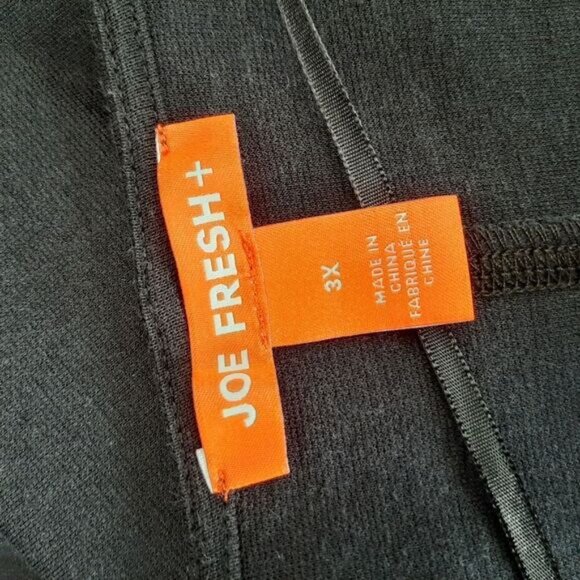 JOE FRESH+
3X
MADE IN
CHINA
FABRIQUÉ EN
CHINE